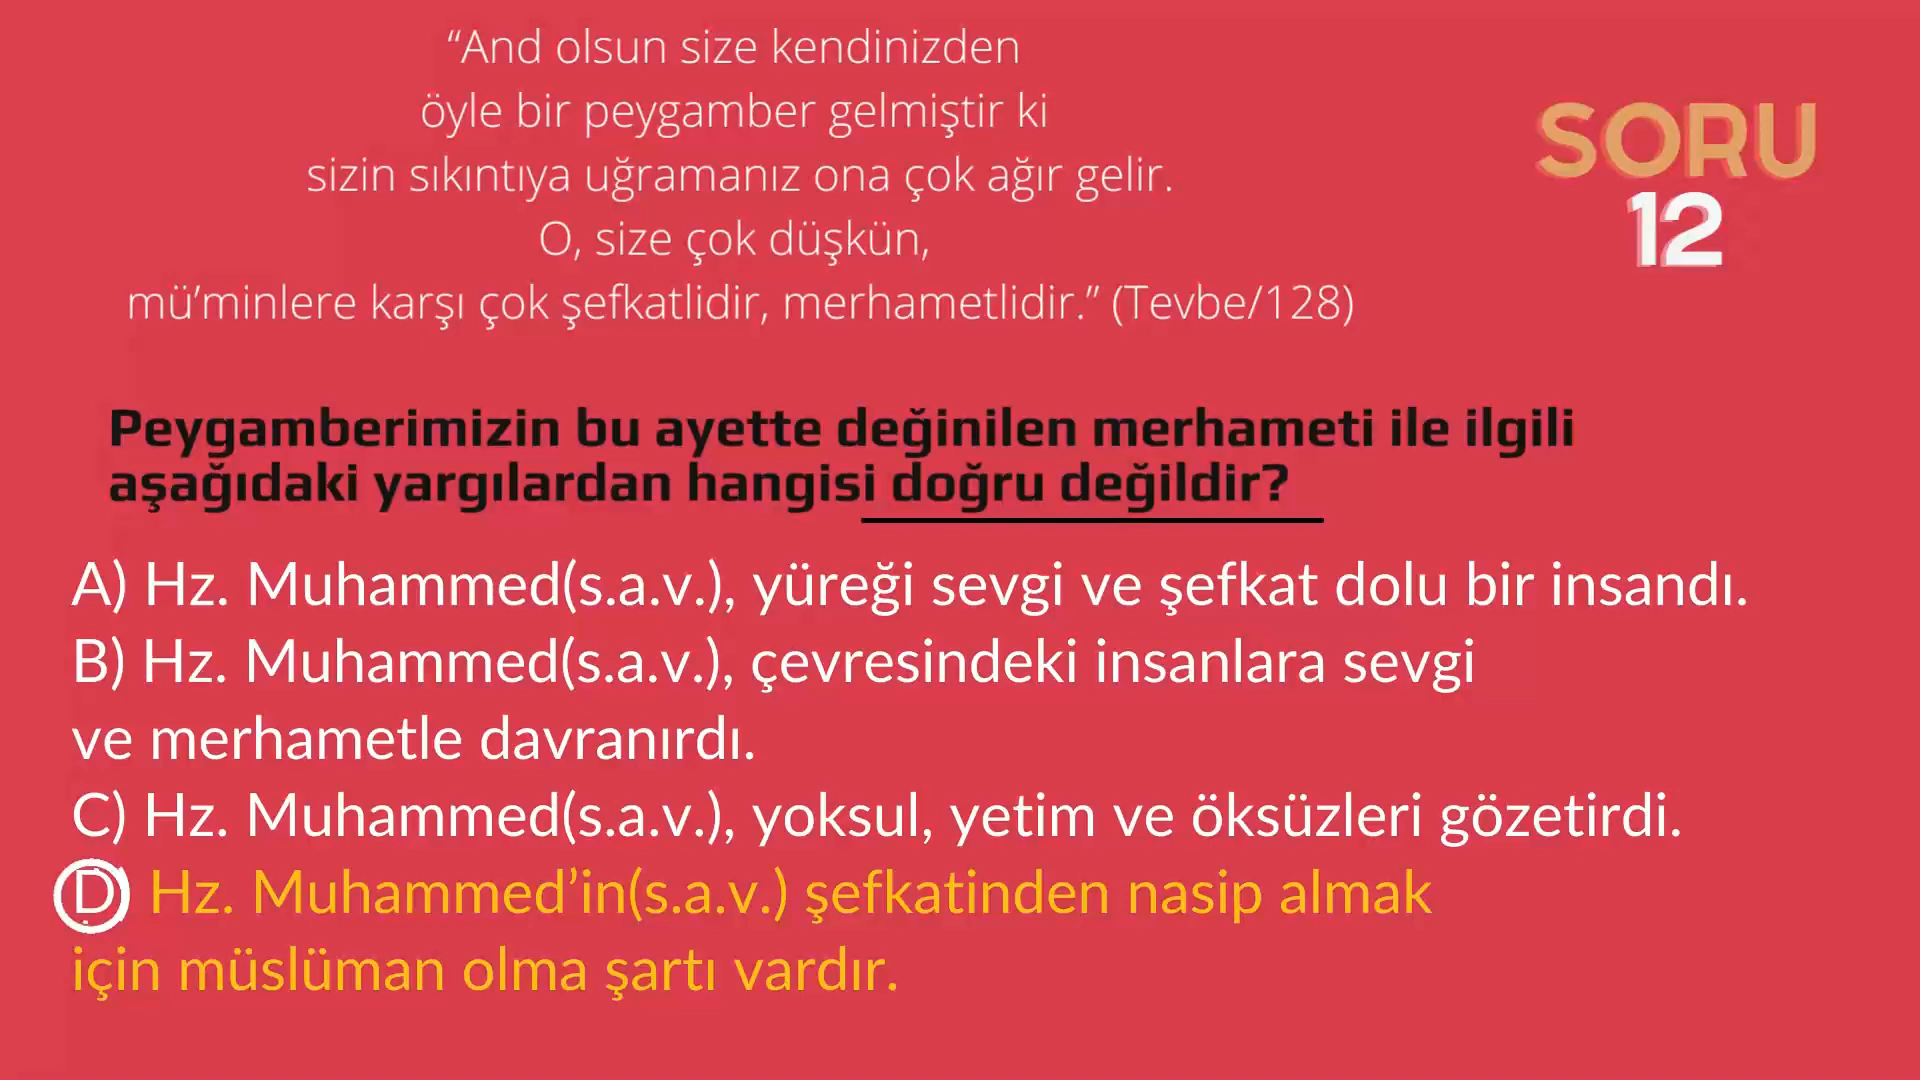 “And olsun size kendinizden
öyle bir peygamber gelmiştir ki
sizin sıkıntıya uğramanız ona çok ağır gelir.
O, size çok düşkün,
mü’minlere karşı çok şefkatlidir, merhametlidir.” (Tevbe/128)
SORU
12
Peygamberimizin bu ayette değinilen merhameti ile ilgili
aşağıdaki yargılardan hangisi doğru değildir?
A) Hz. Muhammed(s.a.v.), yüreği sevgi ve şefkat dolu bir insandı.
B) Hz. Muhammed(s.a.v.), çevresindeki insanlara sevgi
ve merhametle davranırdı.
C) Hz. Muhammed(s.a.v.), yoksul, yetim ve öksüzleri gözetirdi.
D) Hz. Muhammed’in(s.a.v.) şefkatinden nasip almak
için müslüman olma şartı vardır.